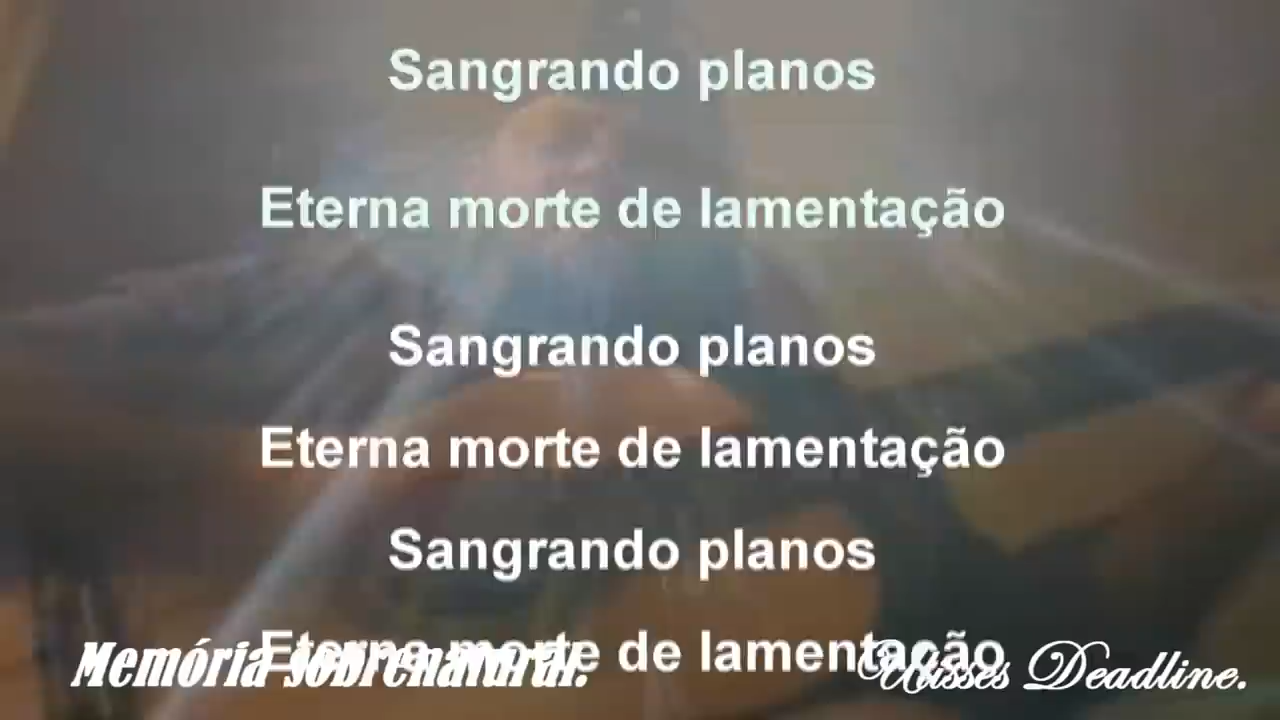 Sangrando planos
Eterna morte de lamentação
Sangrando planos
Eterna morte de lamentação
Sangrando planos
Eterna morte de lamentação
Memória sobrenatural.
Ulisses Deadline.